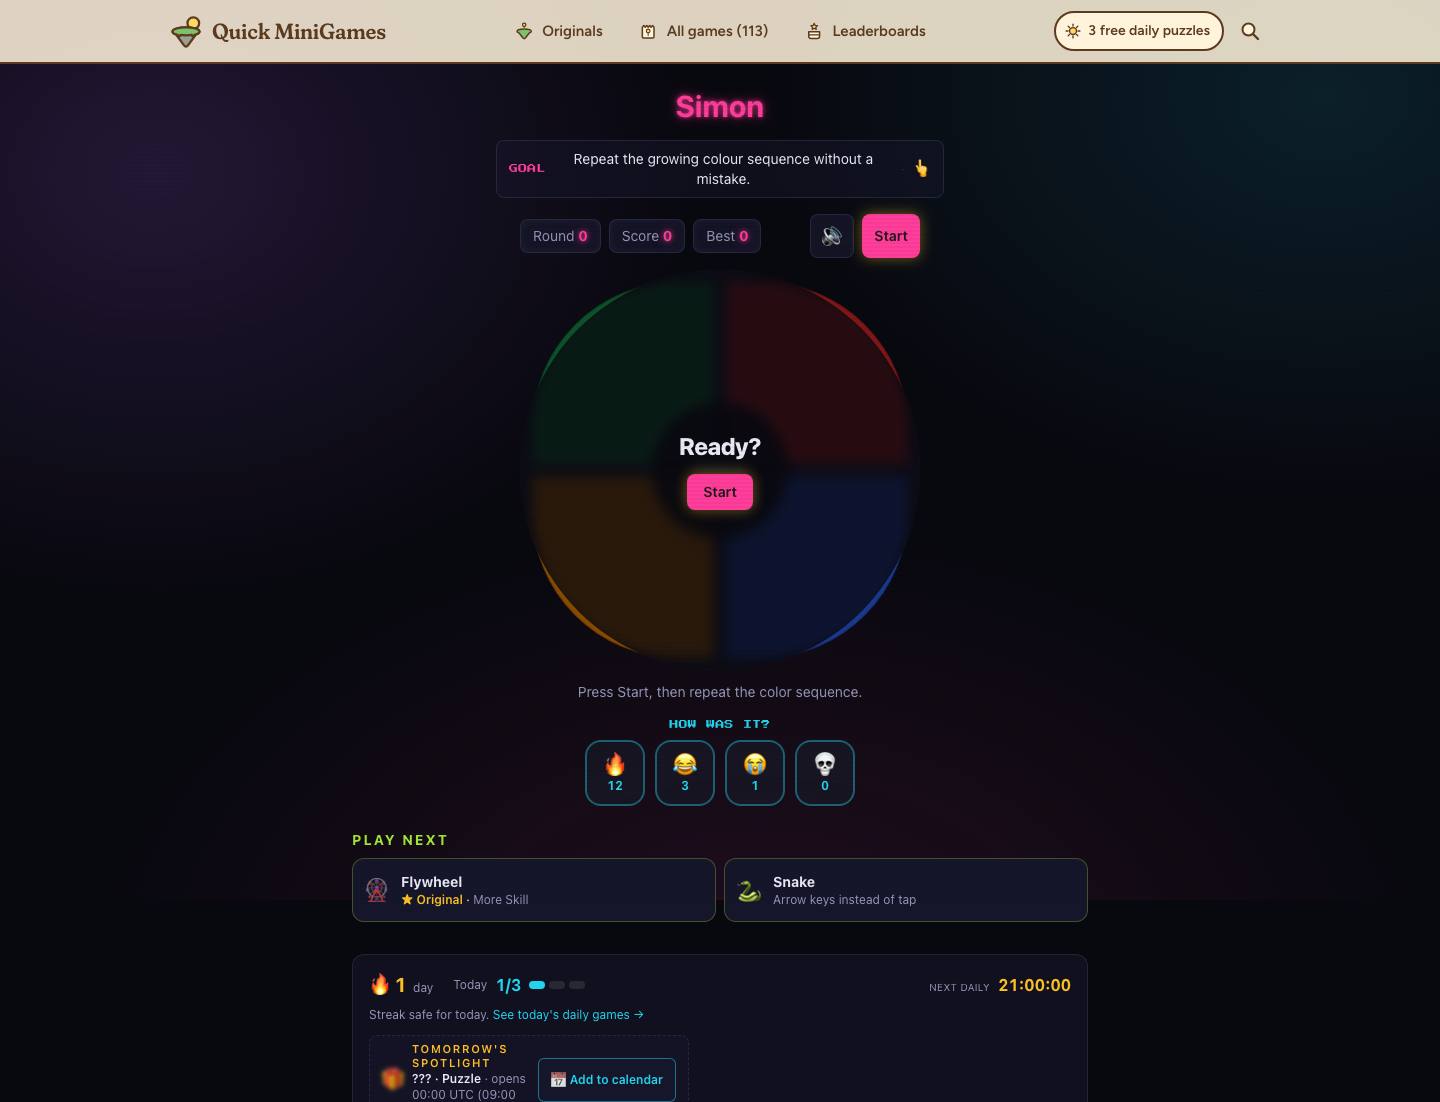 Quick MiniGames
Originals
All games (113)
Leaderboards
3 free daily puzzles
Simon
GOAL
Repeat the growing colour sequence without a
mistake.
Round 0
Score 0
Best 0
Start
Ready?
Start
Press Start, then repeat the color sequence.
HOW WAS IT?
12
3
1
0
PLAY NEXT
Flywheel
Original · More Skill
Snake
Arrow keys instead of tap
1 day
Today 1/3
NEXT DAILY 21:00:00
Streak safe for today. See today's daily games →
TOMORROW'S
SPOTLIGHT
??? · Puzzle · opens
00:00 UTC (09:00
Add to calendar